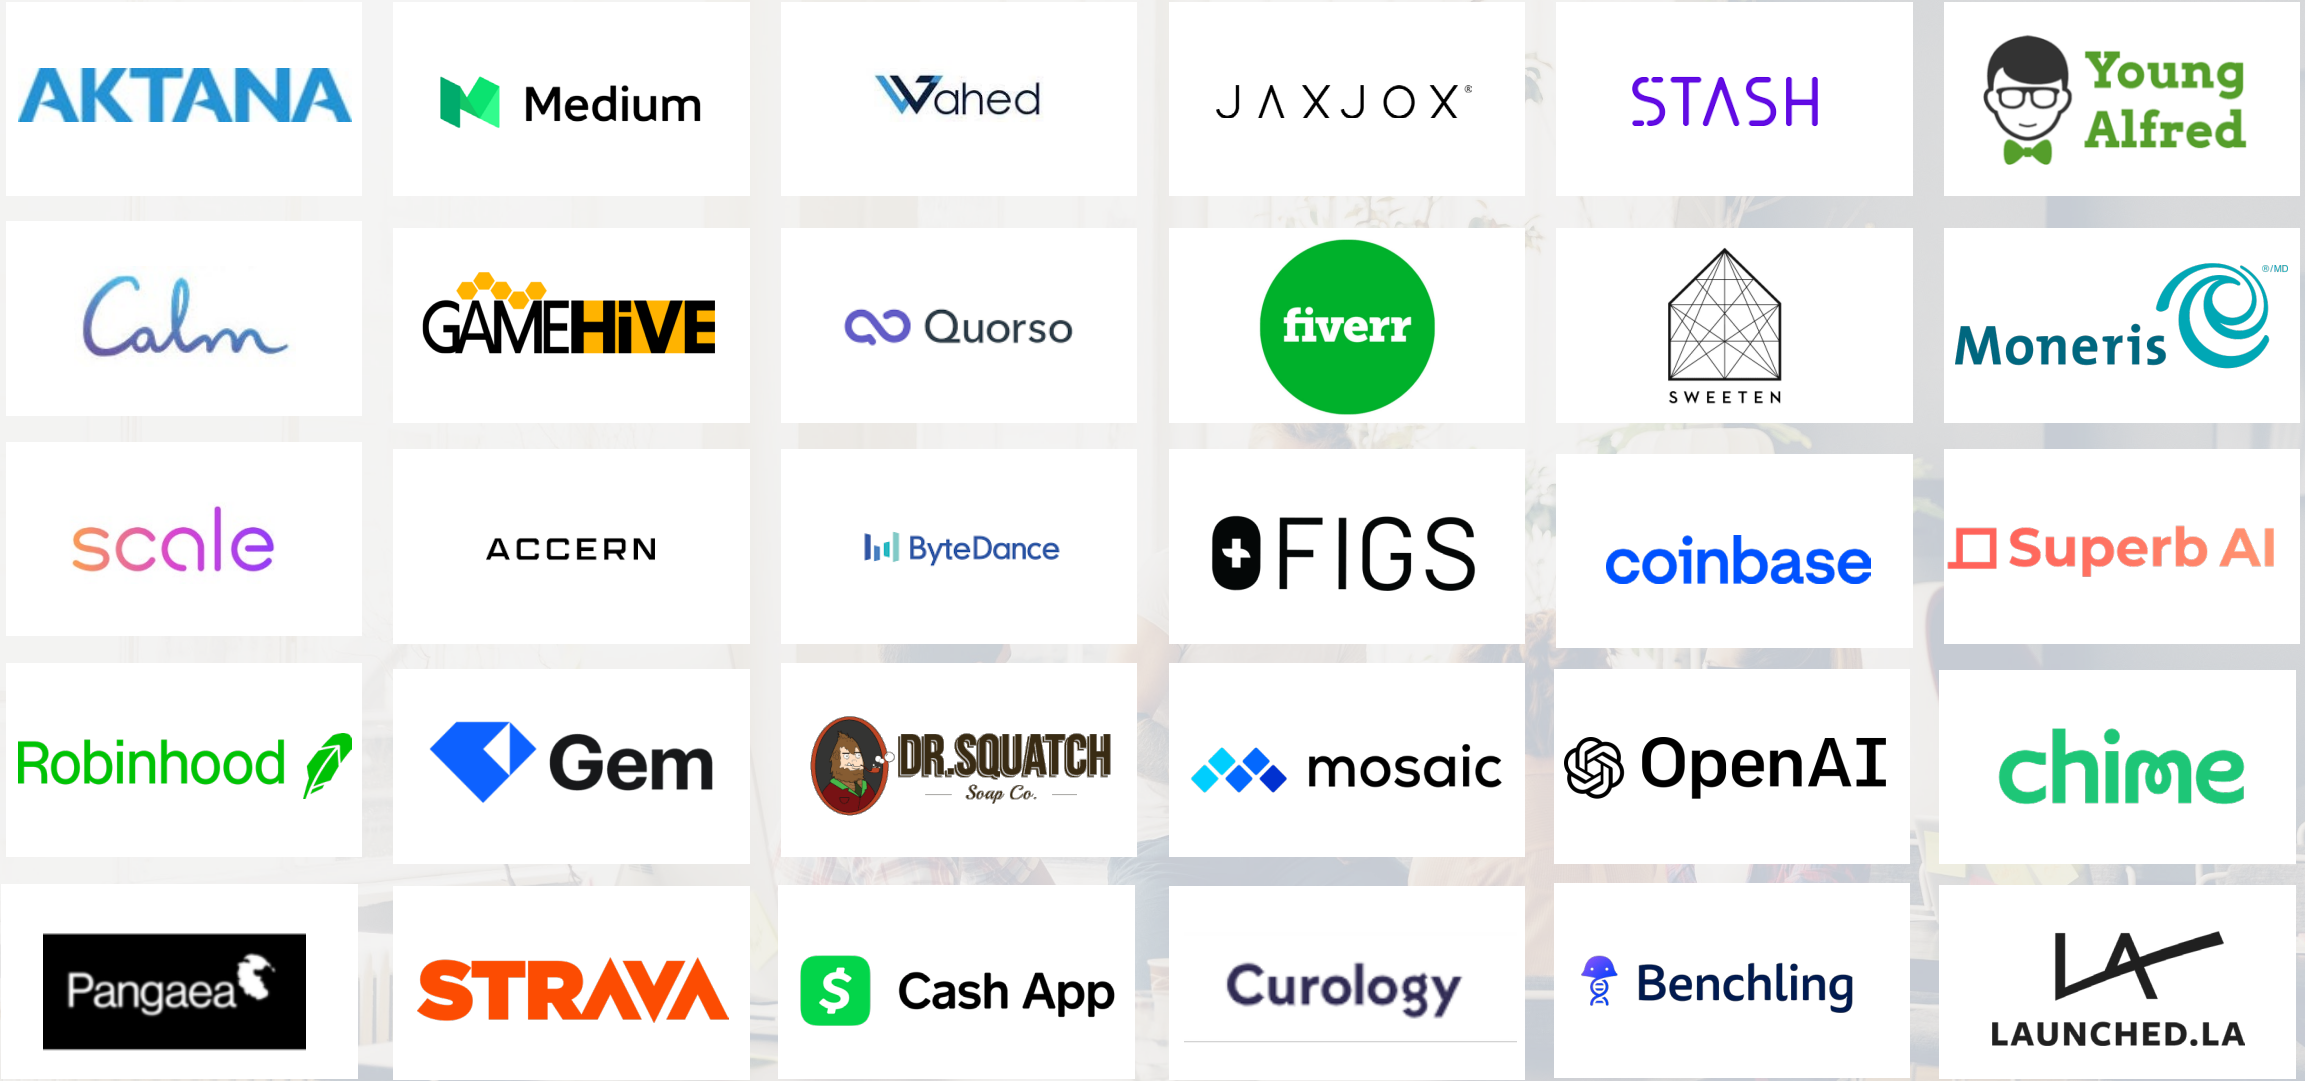 AKTANA
Medium
Wahed
JAXJOX®
STASH
Young
Alfred
Calm
GAMEHiVE
Quorso
fiverr
SWEETEN
Moneris ®/MD
scale
ACCERN
ByteDance
FIGS
coinbase
Superb AI
Robinhood
Gem
DR.SQUATCH
Soap Co.
mosaic
OpenAI
chime
Pangaea
STRAVA
$ Cash App
Curology
Benchling
LA
LAUNCHED.LA